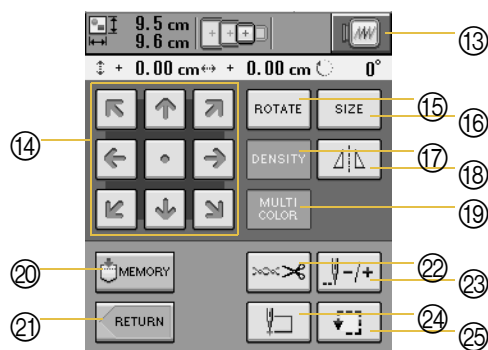 9.5 cm
9.6 cm
⑬
+ 0.00 cm + 0.00 cm 0°
⑭
ROTATE
SIZE
⑮
⑯
DENSITY
⑰
⑱
MULTI
COLOR
⑲
⑳ MEMORY
-/+
㉒
㉓
㉑ RETURN
㉔
㉕